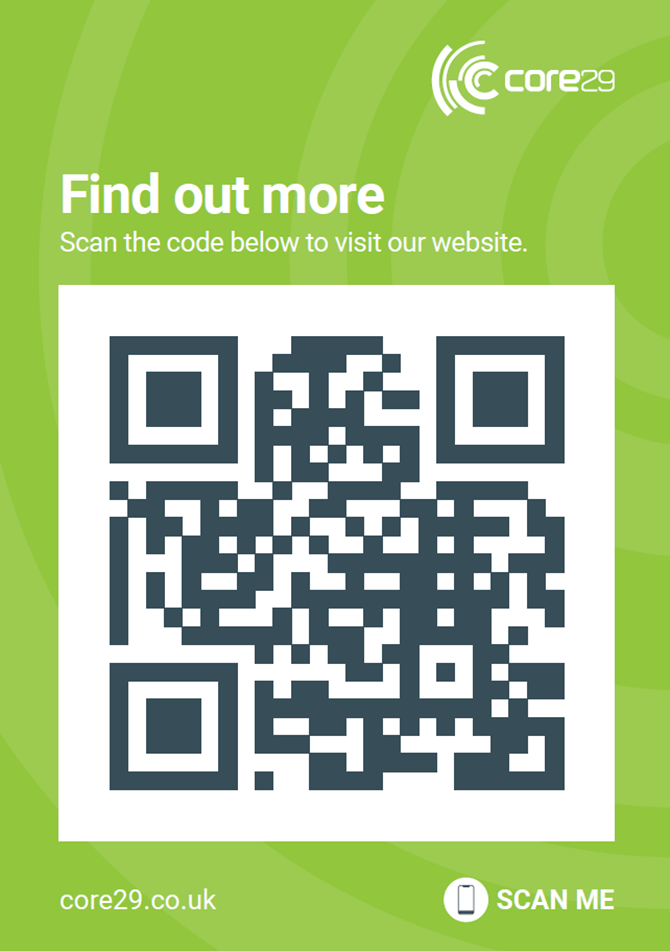 core29
Find out more
Scan the code below to visit our website.
core29.co.uk
SCAN ME